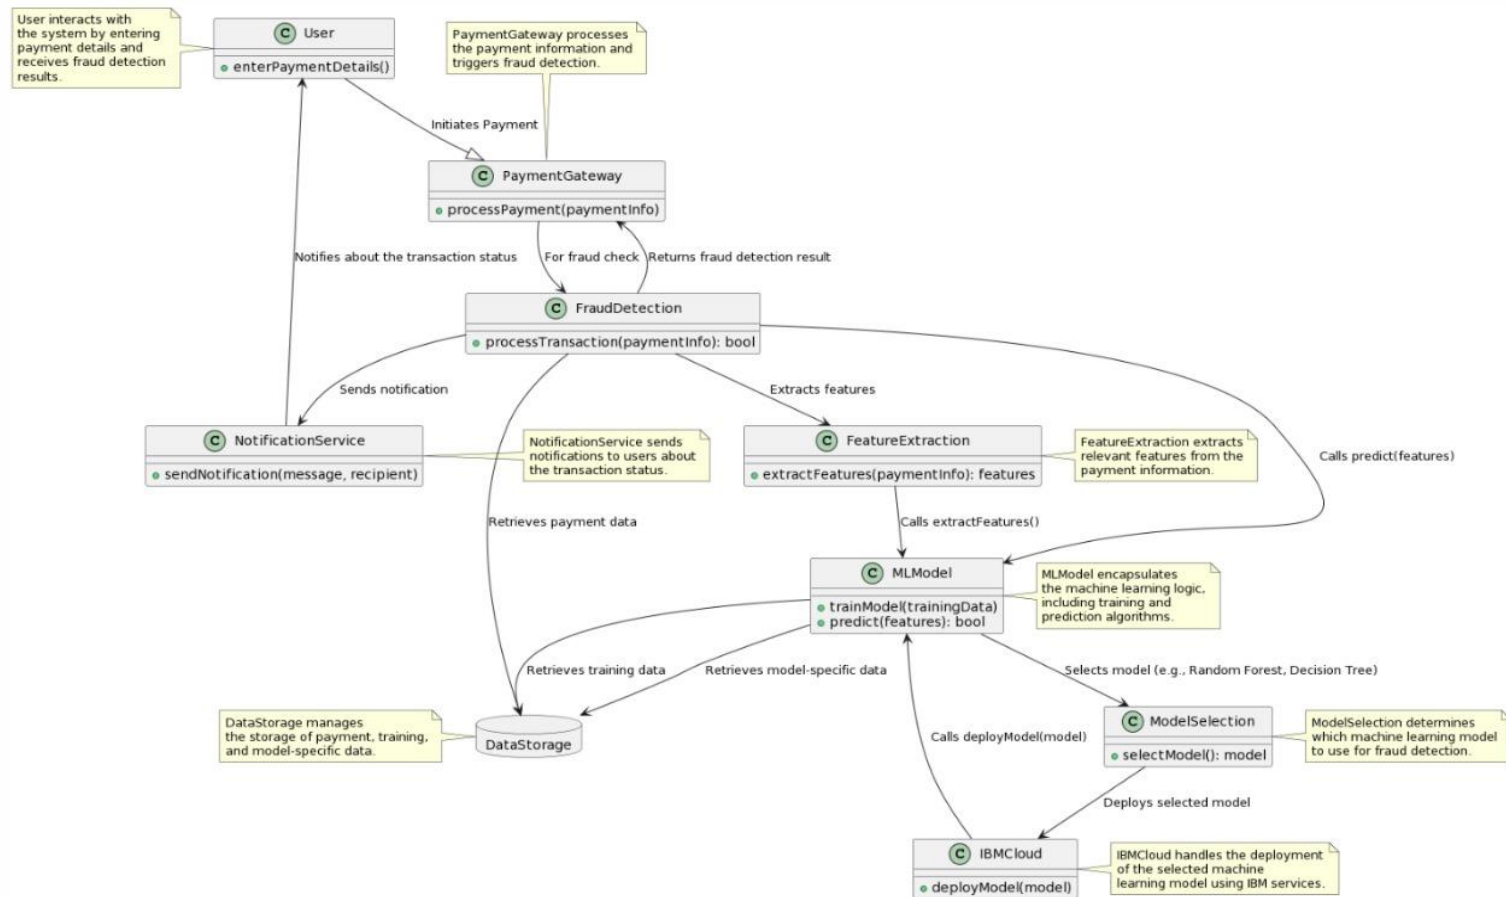 User interacts with
the system by entering
payment details and
receives fraud detection
results.
C User
enterPaymentDetails()
PaymentGateway processes
the payment information and
triggers fraud detection.
Initiates Payment
C PaymentGateway
processPayment(paymentInfo)
Notifies about the transaction status
For fraud check
Returns fraud detection result
C FraudDetection
processTransaction(paymentInfo): bool
Sends notification
Extracts features
Calls predict(features)
C NotificationService
sendNotification(message, recipient)
NotificationService sends
notifications to users about
the transaction status.
C FeatureExtraction
extractFeatures(paymentInfo): features
FeatureExtraction extracts
relevant features from the
payment information.
Retrieves payment data
Calls extractFeatures()
C MLModel
trainModel(trainingData)
predict(features): bool
MLModel encapsulates
the machine learning logic,
including training and
prediction algorithms.
Retrieves training data
Retrieves model-specific data
Selects model (e.g., Random Forest, Decision Tree)
DataStorage manages
the storage of payment, training,
and model-specific data.
DataStorage
Calls deployModel(model)
C ModelSelection
selectModel(): model
ModelSelection determines
which machine learning model
to use for fraud detection.
Deploys selected model
C IBMCloud
deployModel(model)
IBMCloud handles the deployment
of the selected machine
learning model using IBM services.